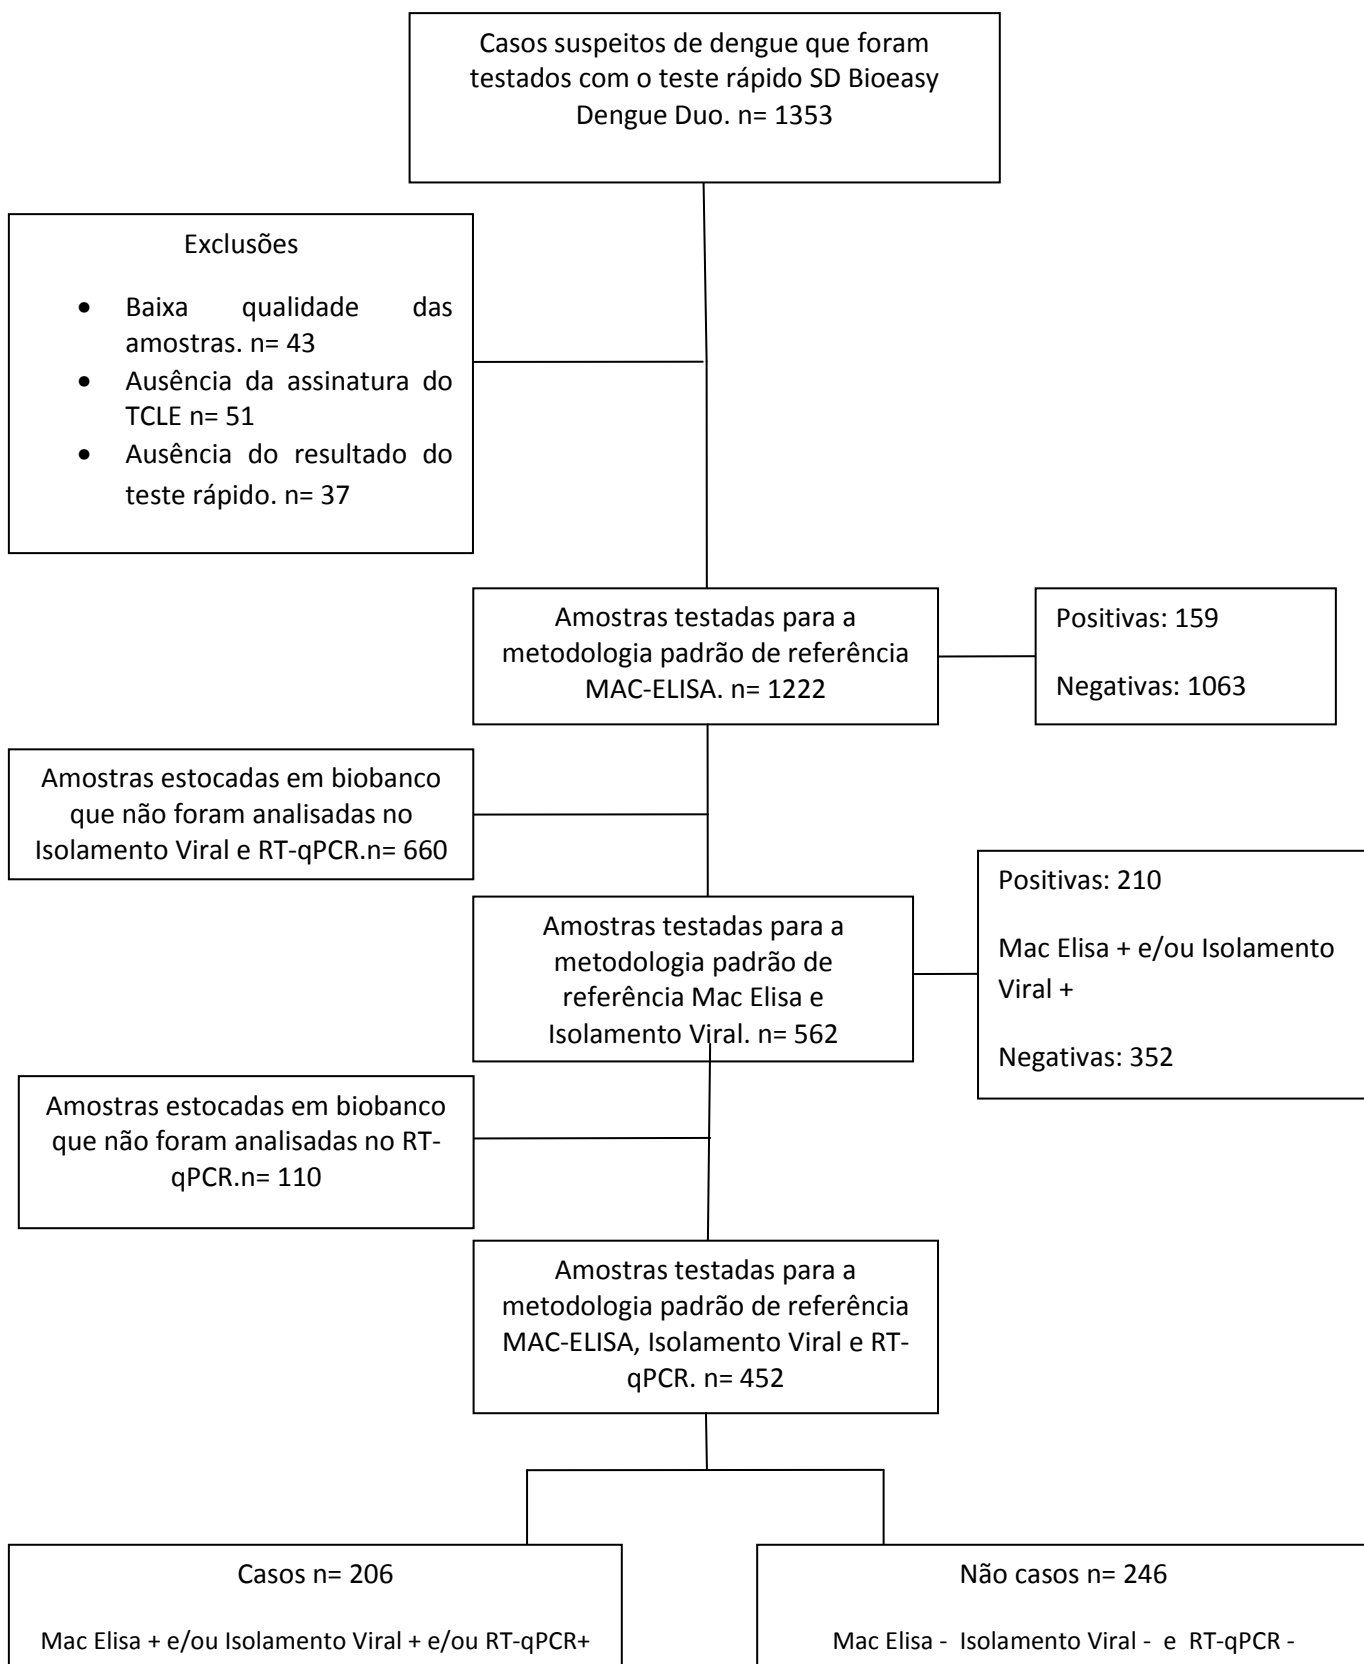 Casos suspeitos de dengue que foram
testados com o teste rápido SD Bioeasy
Dengue Duo. n= 1353
Exclusões
• Baixa qualidade das
amostras. n= 43
• Ausência da assinatura do
TCLE n= 51
• Ausência do resultado do
teste rápido. n= 37
Amostras testadas para a
metodologia padrão de referência
MAC-ELISA. n= 1222
Positivas: 159
Negativas: 1063
Amostras estocadas em biobanco
que não foram analisadas no
Isolamento Viral e RT-qPCR.n= 660
Amostras testadas para a
metodologia padrão de
referência Mac Elisa e
Isolamento Viral. n= 562
Positivas: 210
Mac Elisa + e/ou Isolamento
Viral +
Negativas: 352
Amostras estocadas em biobanco
que não foram analisadas no RT-
qPCR.n= 110
Amostras testadas para a
metodologia padrão de referência
MAC-ELISA, Isolamento Viral e RT-
qPCR. n= 452
Casos n= 206
Mac Elisa + e/ou Isolamento Viral + e/ou RT-qPCR+
Não casos n= 246
Mac Elisa - Isolamento Viral - e RT-qPCR -